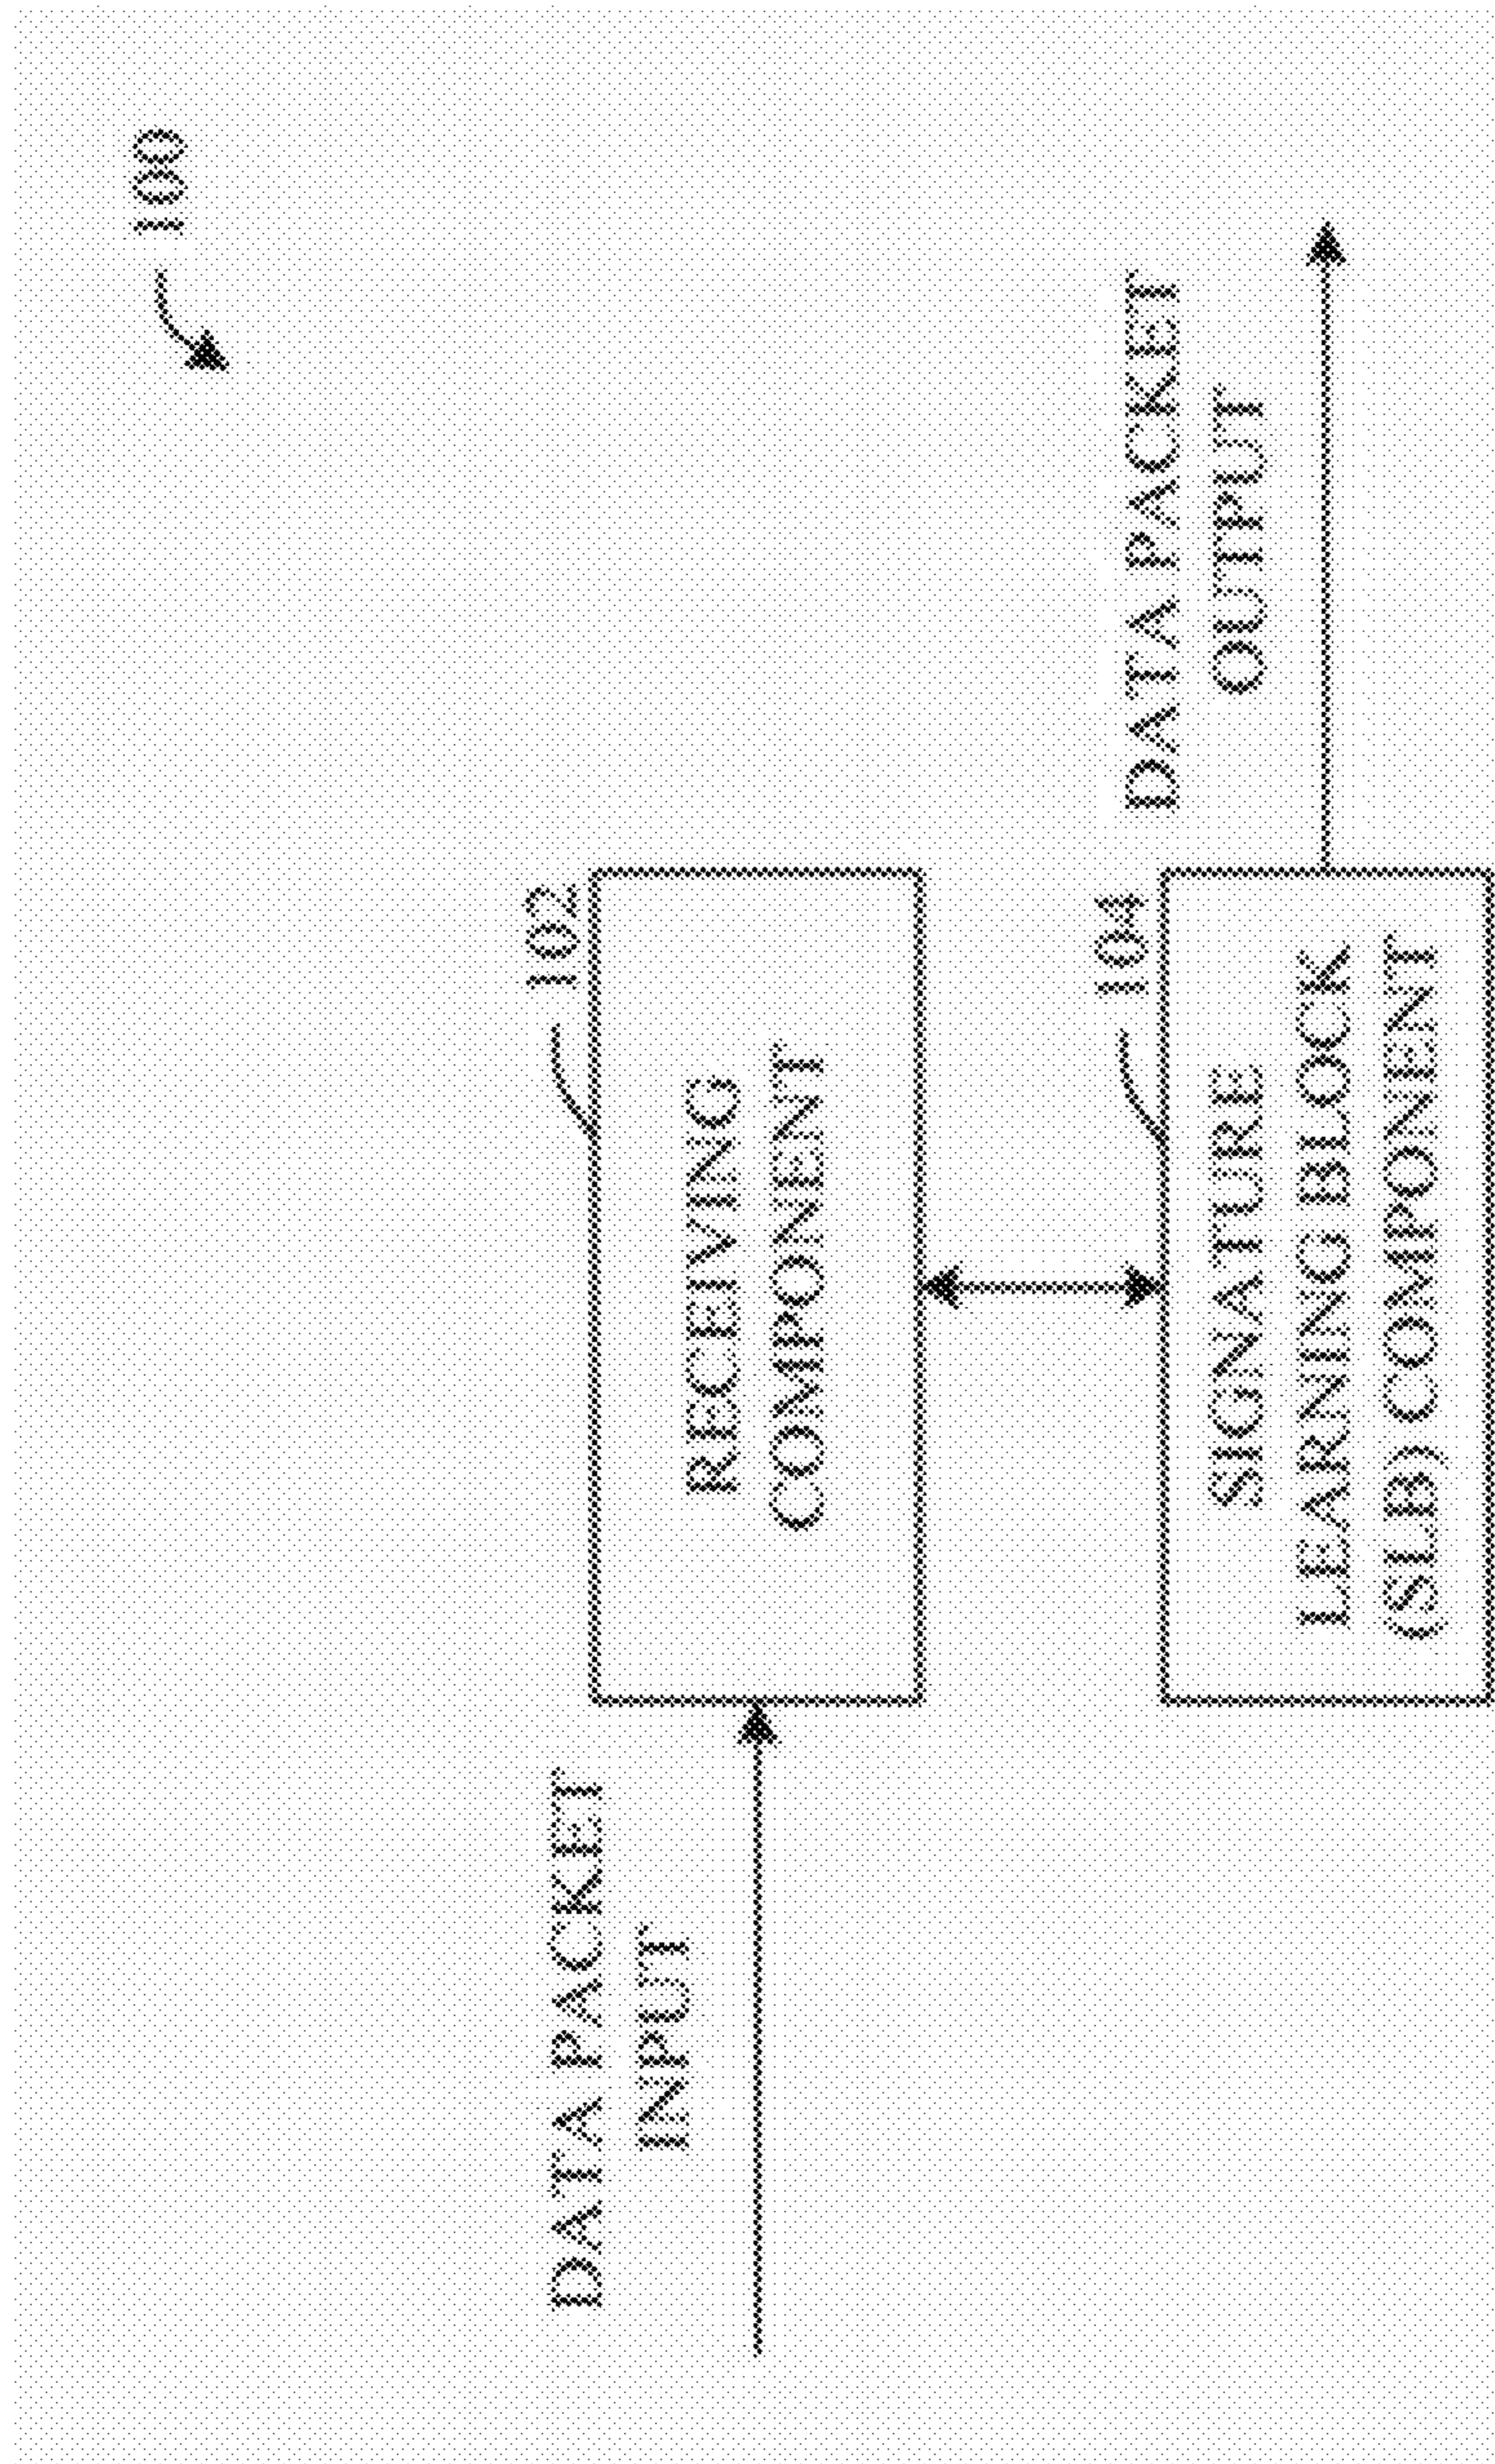 100
DATA PACKET
INPUT
102
RECEIVING
COMPONENT
104
SIGNATURE
LEARNING BLOCK
(SLB) COMPONENT
DATA PACKET
OUTPUT